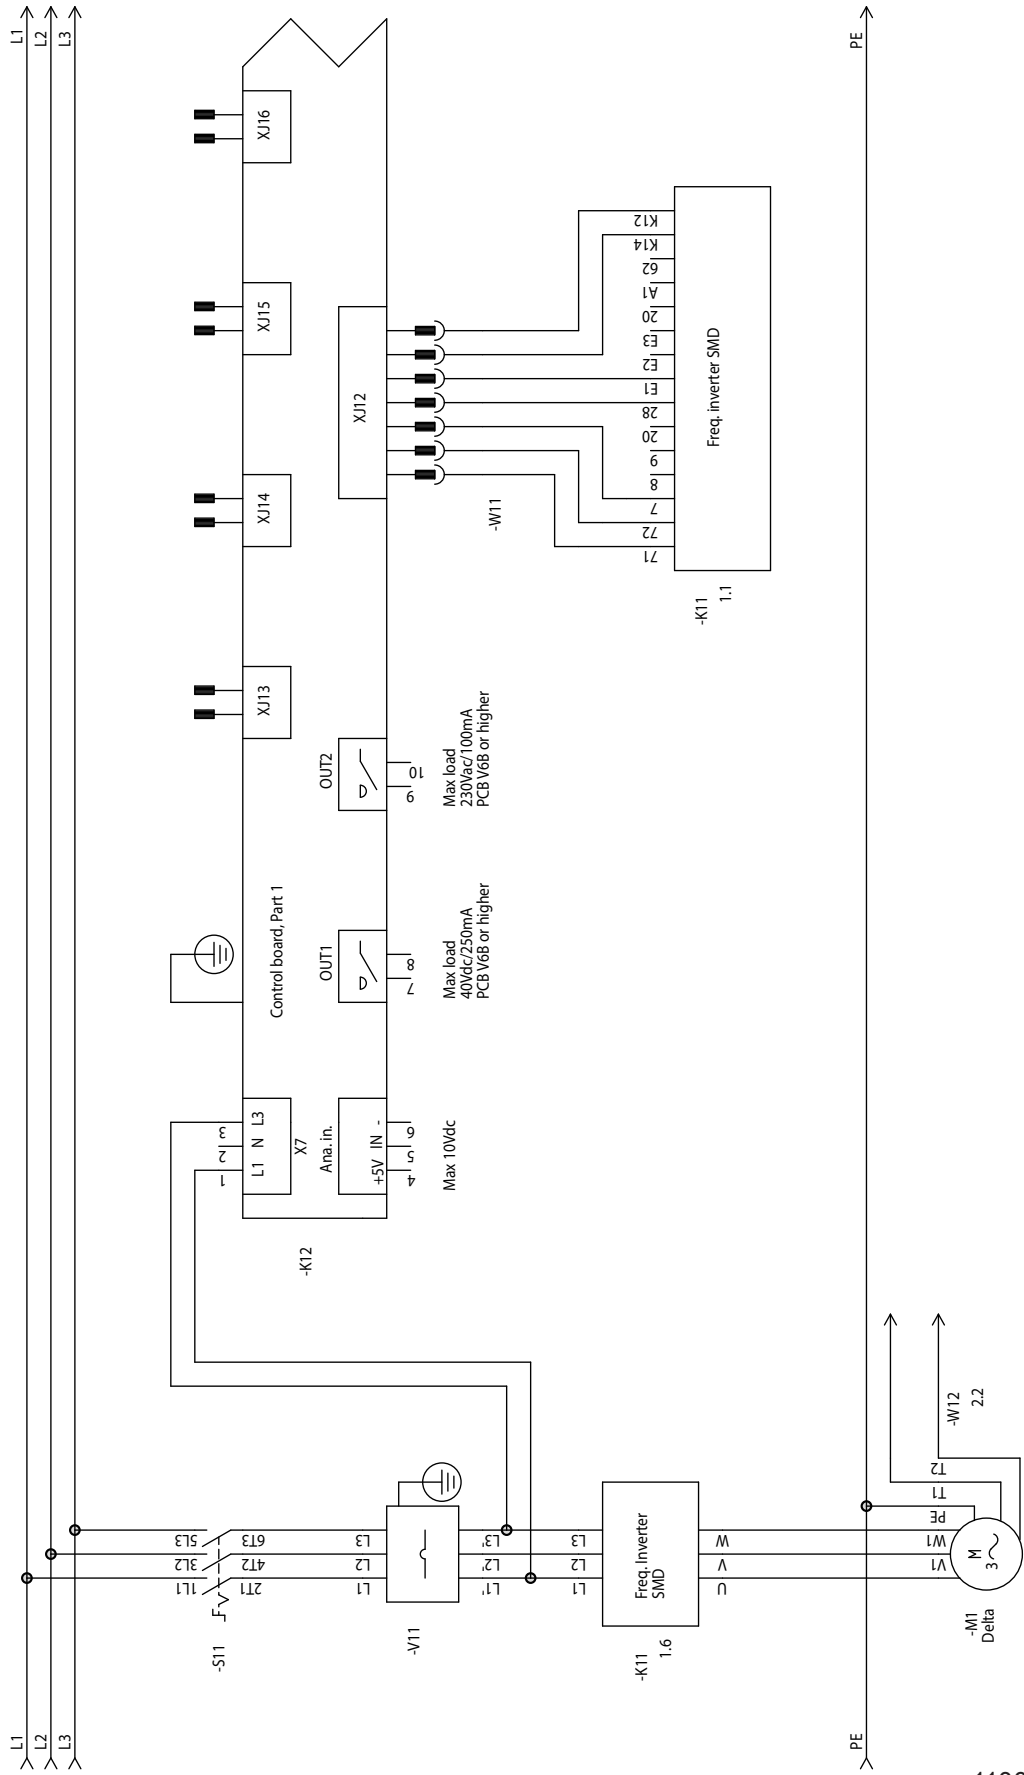 L1
L1
L2
L2
L3
L3
1L1
3L2
5L3
-S11
2T1
4T2
6T3
1
2
3
L1 N L3
X7
XJ13
XJ14
XJ15
XJ16
Control board, Part 1
-K12
Ana. in.
+5V IN -
4
5
6
Max 10Vdc
OUT1
7
8
Max load
40Vdc/250mA
PCB V6B or higher
OUT2
9
10
Max load
230Vac/100mA
PCB V6B or higher
XJ12
L1
L2
L3
-V11
L1'
L2'
L3'
-W11
L1
L2
L3
Freq. Inverter
SMD
-K11
1.6
71
72
7
8
9
20
28
E1
E2
E3
20
A1
62
K14
K12
Freq. inverter SMD
-K11
1.1
U
V
W
PE
PE
V1
W1
PE
T1
T2
-W12
2.2
M
3
-M1
Delta